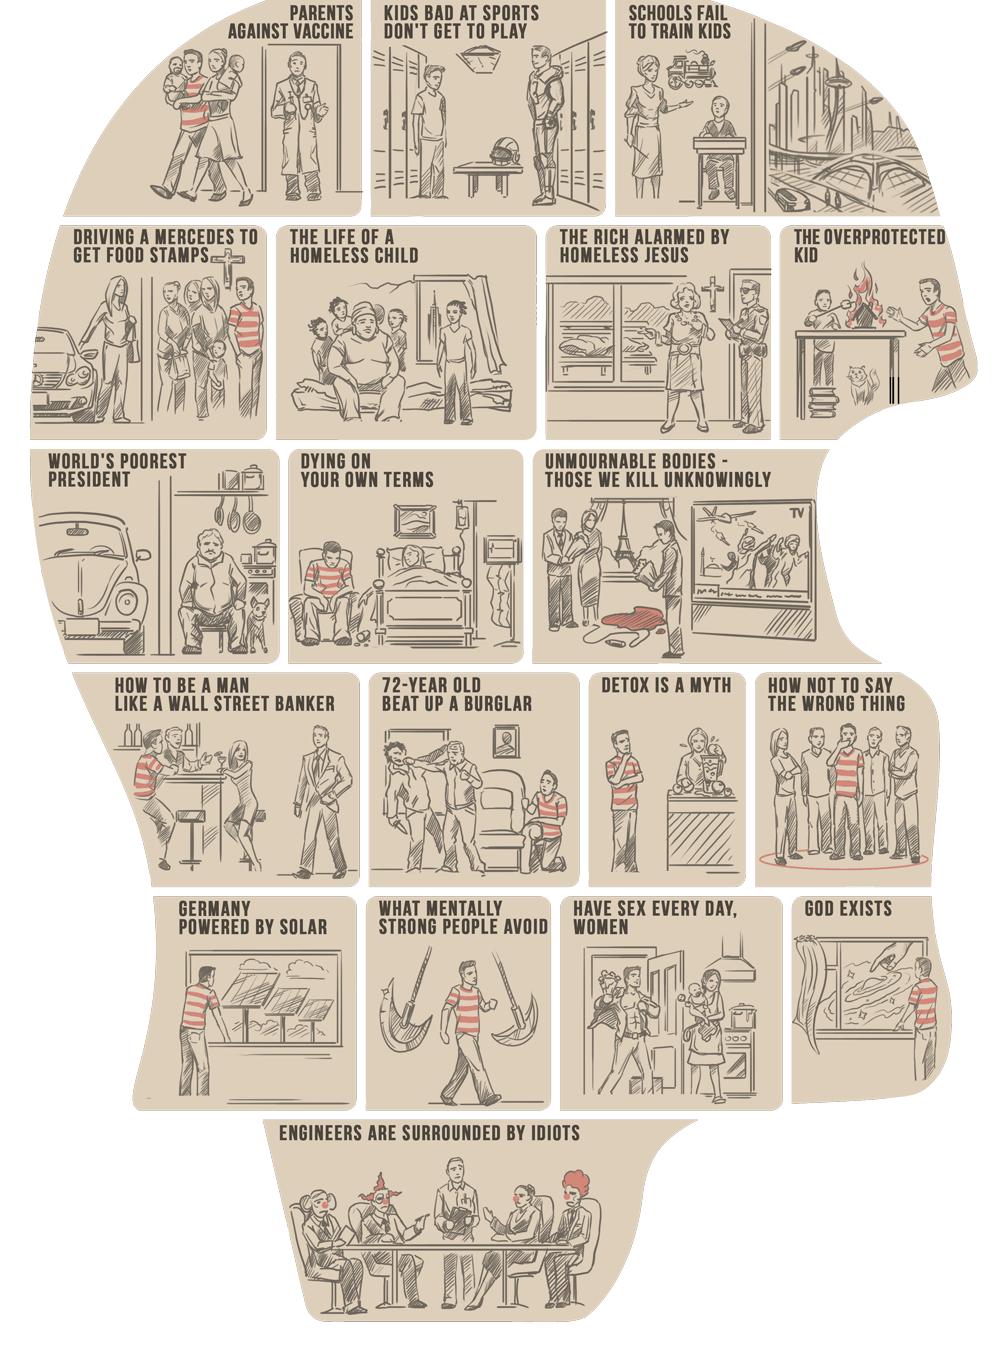 PARENTS
AGAINST VACCINE
KIDS BAD AT SPORTS
DON'T GET TO PLAY
SCHOOLS FAIL
TO TRAIN KIDS
DRIVING A MERCEDES TO
GET FOOD STAMPS
THE LIFE OF A
HOMELESS CHILD
THE RICH ALARMED BY
HOMELESS JESUS
THE OVERPROTECTED
KID
WORLD'S POOREST
PRESIDENT
DYING ON
YOUR OWN TERMS
UNMOURNABLE BODIES -
THOSE WE KILL UNKNOWINGLY
TV
HOW TO BE A MAN
LIKE A WALL STREET BANKER
72-YEAR OLD
BEAT UP A BURGLAR
DETOX IS A MYTH
HOW NOT TO SAY
THE WRONG THING
GERMANY
POWERED BY SOLAR
WHAT MENTALLY
STRONG PEOPLE AVOID
HAVE SEX EVERY DAY,
WOMEN
GOD EXISTS
ENGINEERS ARE SURROUNDED BY IDIOTS